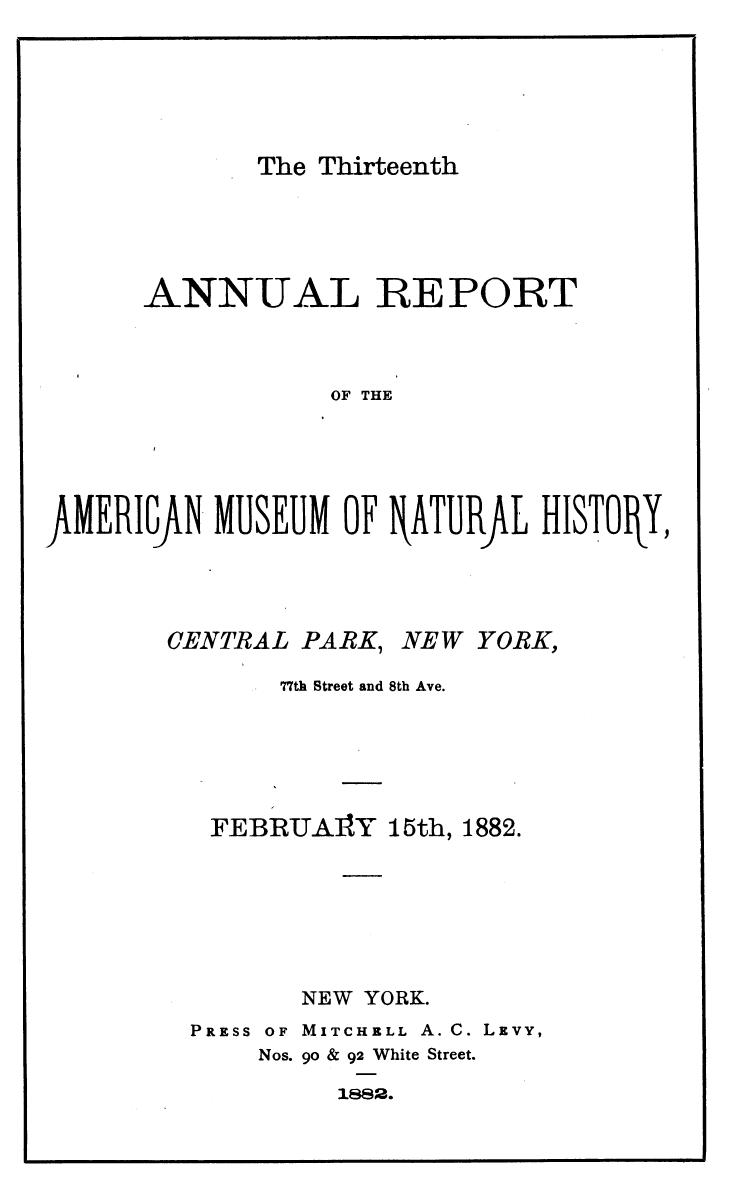 The Thirteenth
ANNUAL REPORT
OF THE
AMERICAN MUSEUM OF NATURAL HISTORY,
CENTRAL PARK, NEW YORK,
77th Street and 8th Ave.
FEBRUARY 15th, 1882.
NEW YORK.
PRESS OF MITCHELL A. C. LEVY,
Nos. 90 & 92 White Street.
1882.